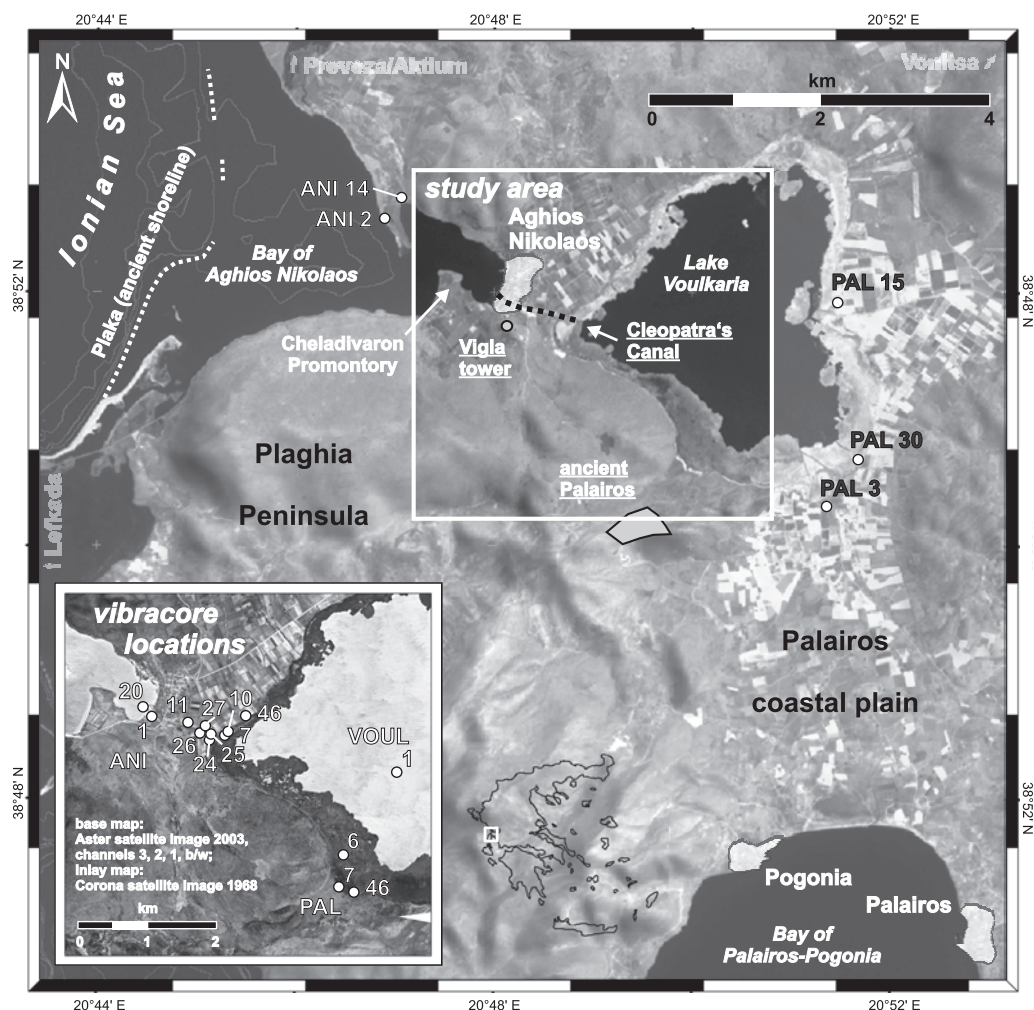 20°44' E
20°48' E
20°52' E
N
Preveza/Aktium
Vonitsa
km
0
2
4
Ionian Sea
Plaka (ancient shoreline)
ANI 14
ANI 2
study area
Aghios
Nikolaos
Bay of
Aghios Nikolaos
Lake
Voulkaria
PAL 15
38°52' N
38°48' N
Cheladivaron
Promontory
Vigla
tower
Cleopatra's
Canal
PAL 30
Plaghia
Peninsula
ancient
Palairos
PAL 3
Lefkada
Palairos
coastal plain
vibracore
locations
20
11
27
10
46
1
7
26
25
24
ANI
VOUL
1
6
7
46
PAL
base map:
Aster satellite image 2003,
channels 3, 2, 1, b/w;
inlay map:
Corona satellite image 1968
km
0
1
2
38°48' N
38°52' N
Pogonia
Palairos
Bay of
Palairos-Pogonia
20°44' E
20°48' E
20°52' E